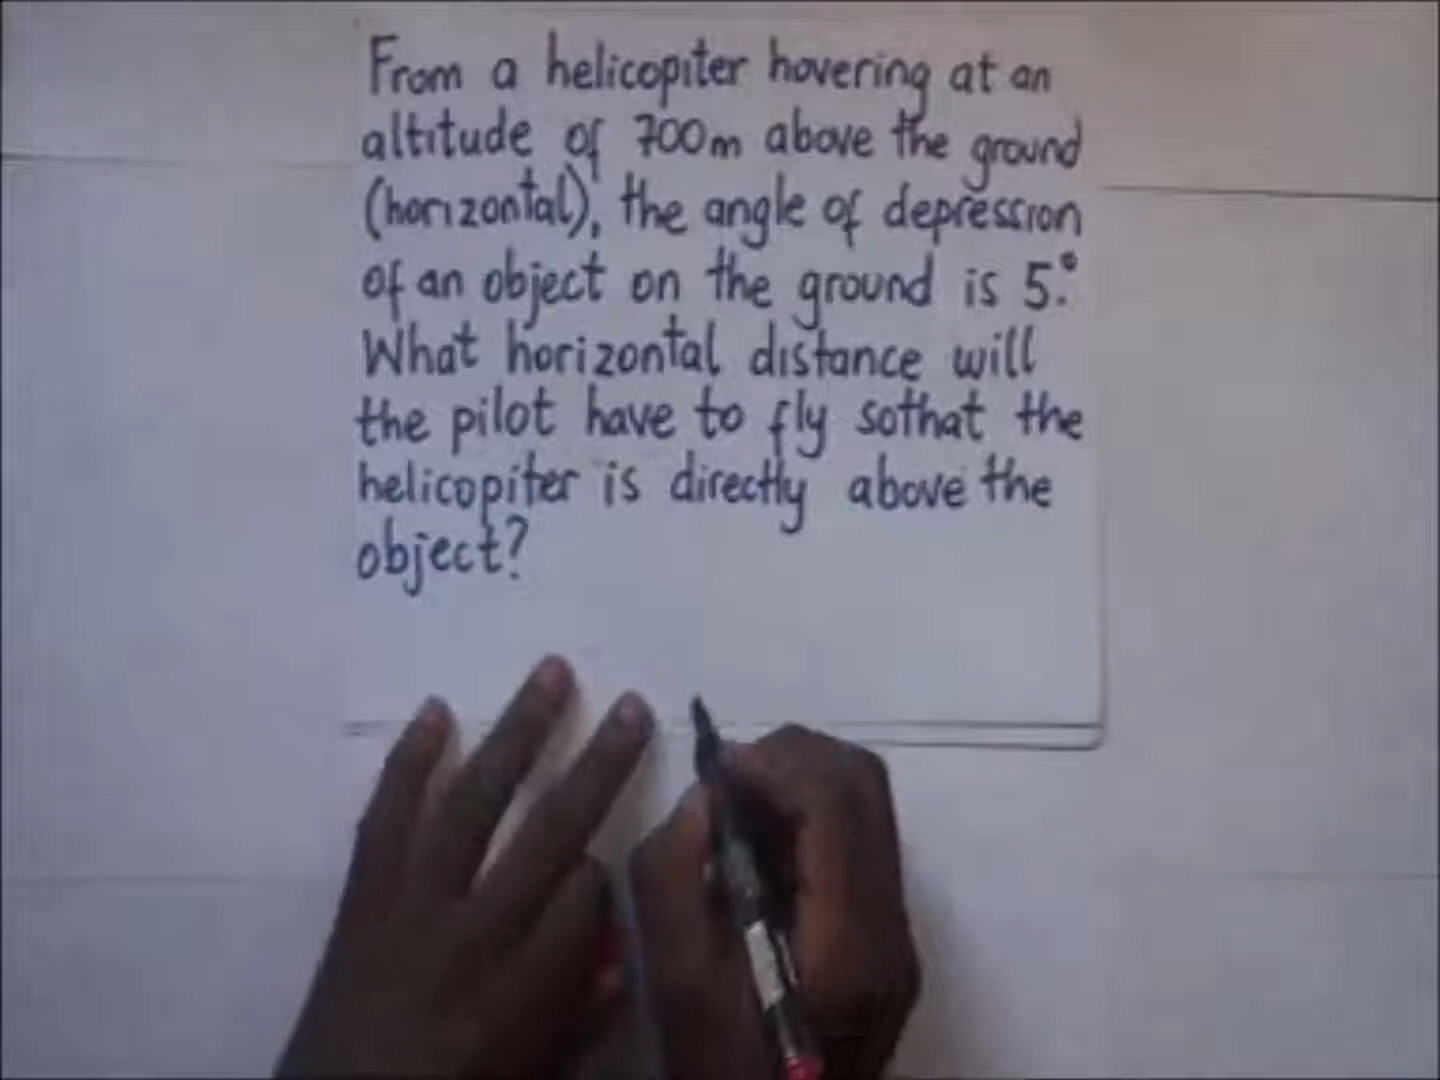 From a helicopiter hovering at an
altitude of 700m above the ground
(horizontal), the angle of depression
of an object on the ground is 5°.
What horizontal distance will
the pilot have to fly sothat the
helicopiter is directly above the
object?